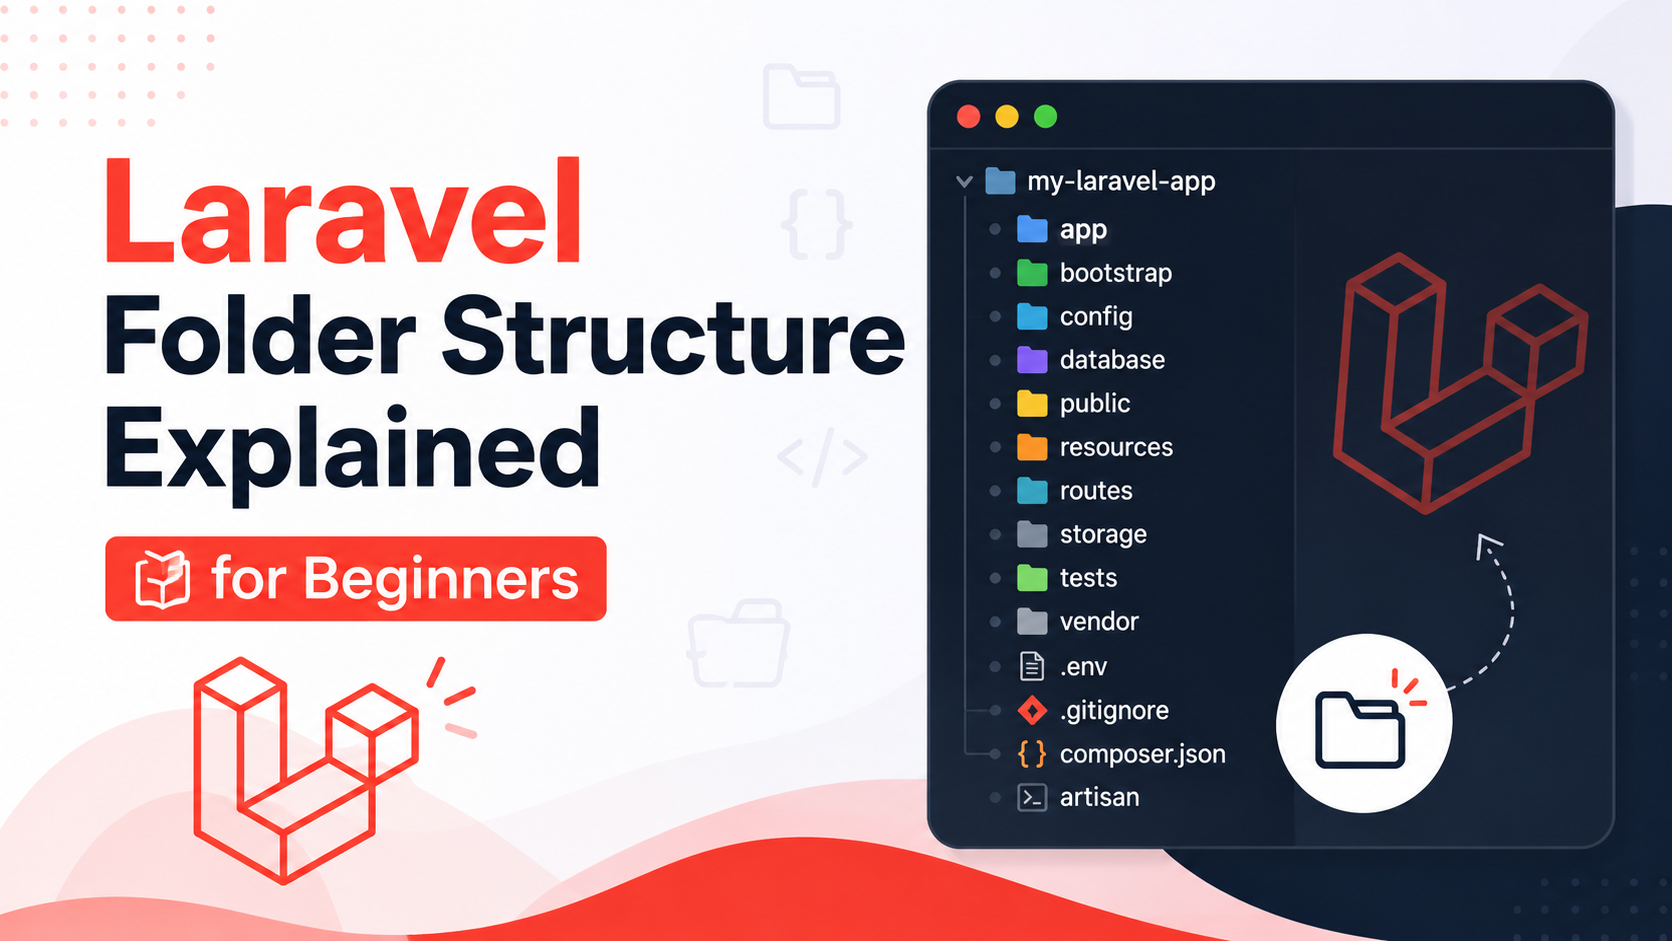 Laravel
Folder Structure
Explained
for Beginners
my-laravel-app
app
bootstrap
config
database
public
resources
routes
storage
tests
vendor
.env
.gitignore
composer.json
artisan